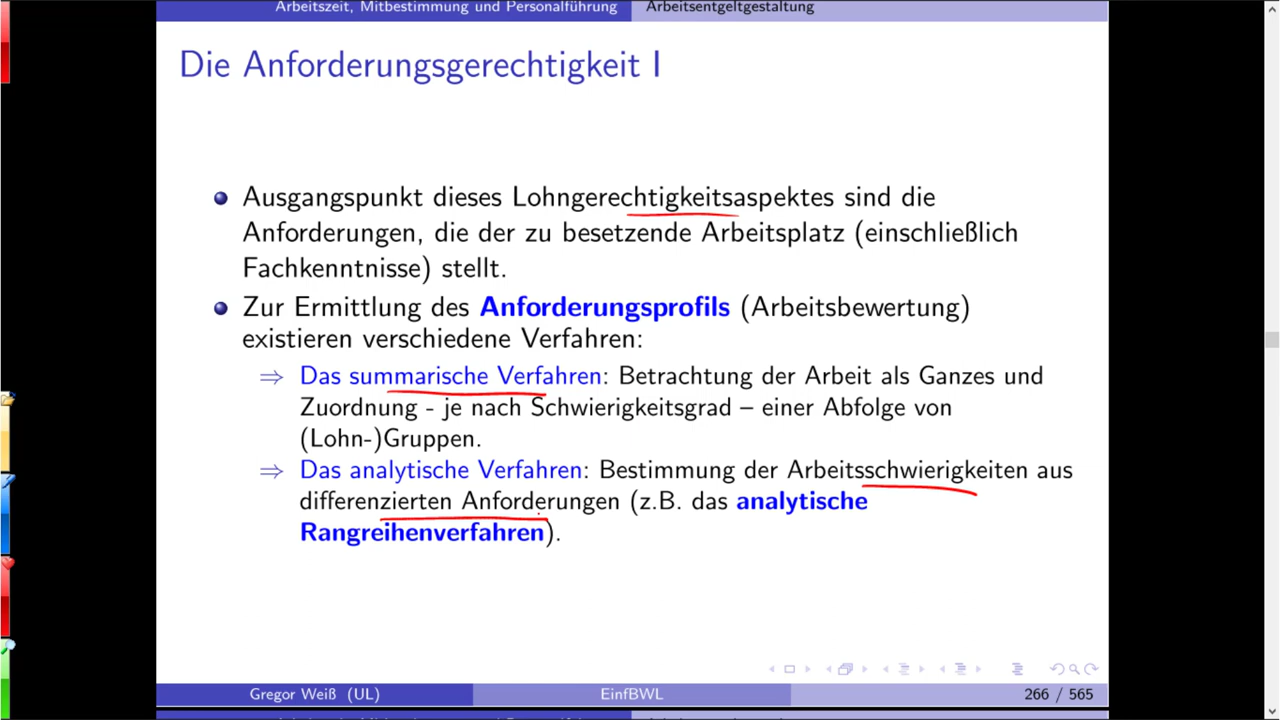 Arbeitszeit, Mitbestimmung und Personalführung Arbeitsentgeltgestaltung
Die Anforderungsgerechtigkeit I
Ausgangspunkt dieses Lohngerechtigkeitsaspektes sind die
Anforderungen, die der zu besetzende Arbeitsplatz (einschließlich
Fachkenntnisse) stellt.
Zur Ermittlung des Anforderungsprofils (Arbeitsbewertung)
existieren verschiedene Verfahren:
⇒ Das summarische Verfahren: Betrachtung der Arbeit als Ganzes und
Zuordnung - je nach Schwierigkeitsgrad – einer Abfolge von
(Lohn-)Gruppen.
⇒ Das analytische Verfahren: Bestimmung der Arbeitsschwierigkeiten aus
differenzierten Anforderungen (z.B. das analytische
Rangreihenverfahren).
Gregor Weiß (UL) EinfBWL 266 / 565